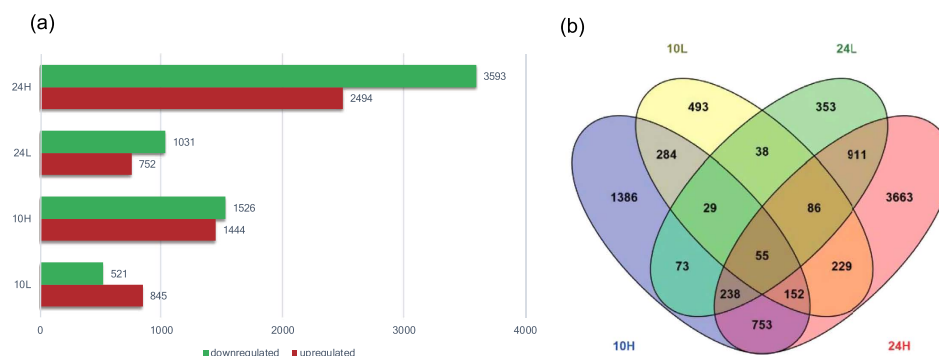 (a)
24H
3593
2494
24L
1031
752
10H
1526
1444
10L
521
845
0 1000 2000 3000 4000
downregulated upregulated
(b)
10L 24L
493 353
284 38 911
1386 29 86 3663
73 55 229
238 152
753
10H 24H